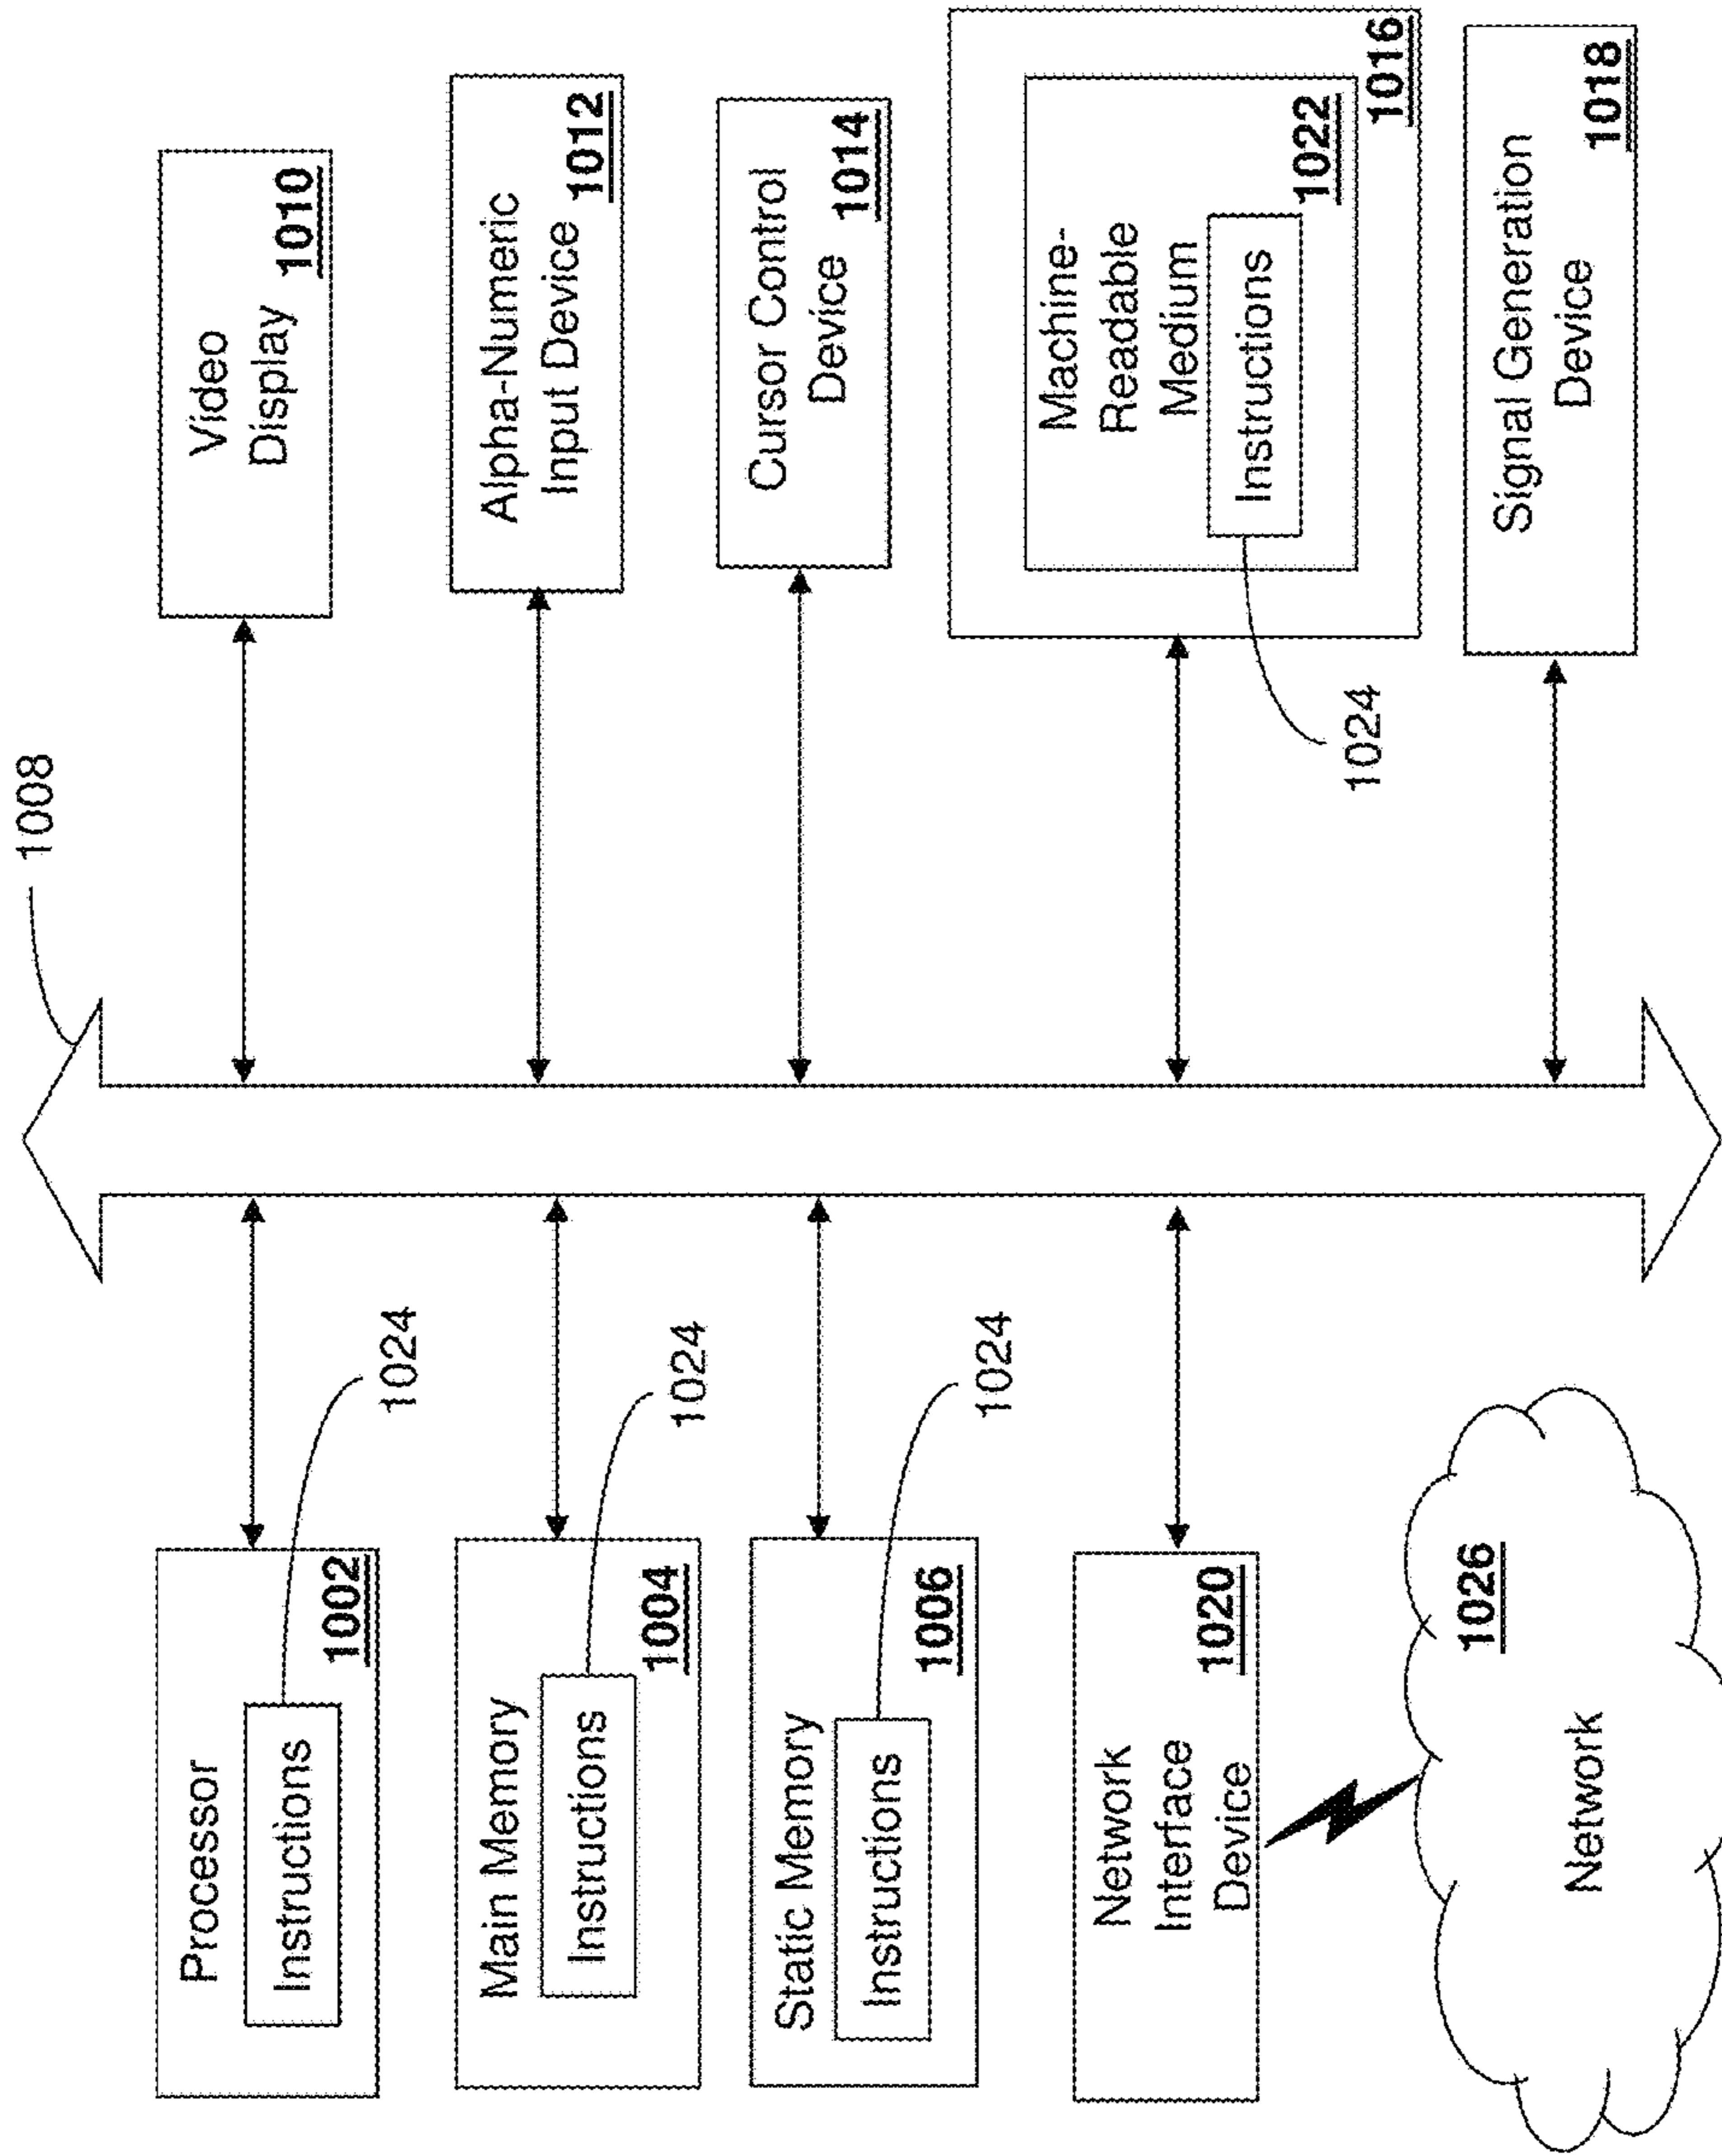 1008
Processor
Instructions
1002
1024
Main Memory
Instructions
1004
1024
Static Memory
Instructions
1006
1024
Network
Interface
Device
1020
1026
Network
Video
Display
1010
Alpha-Numeric
Input Device
1012
Cursor Control
Device
1014
Machine-
Readable
Medium
1022
Instructions
1016
1024
Signal Generation
Device
1018